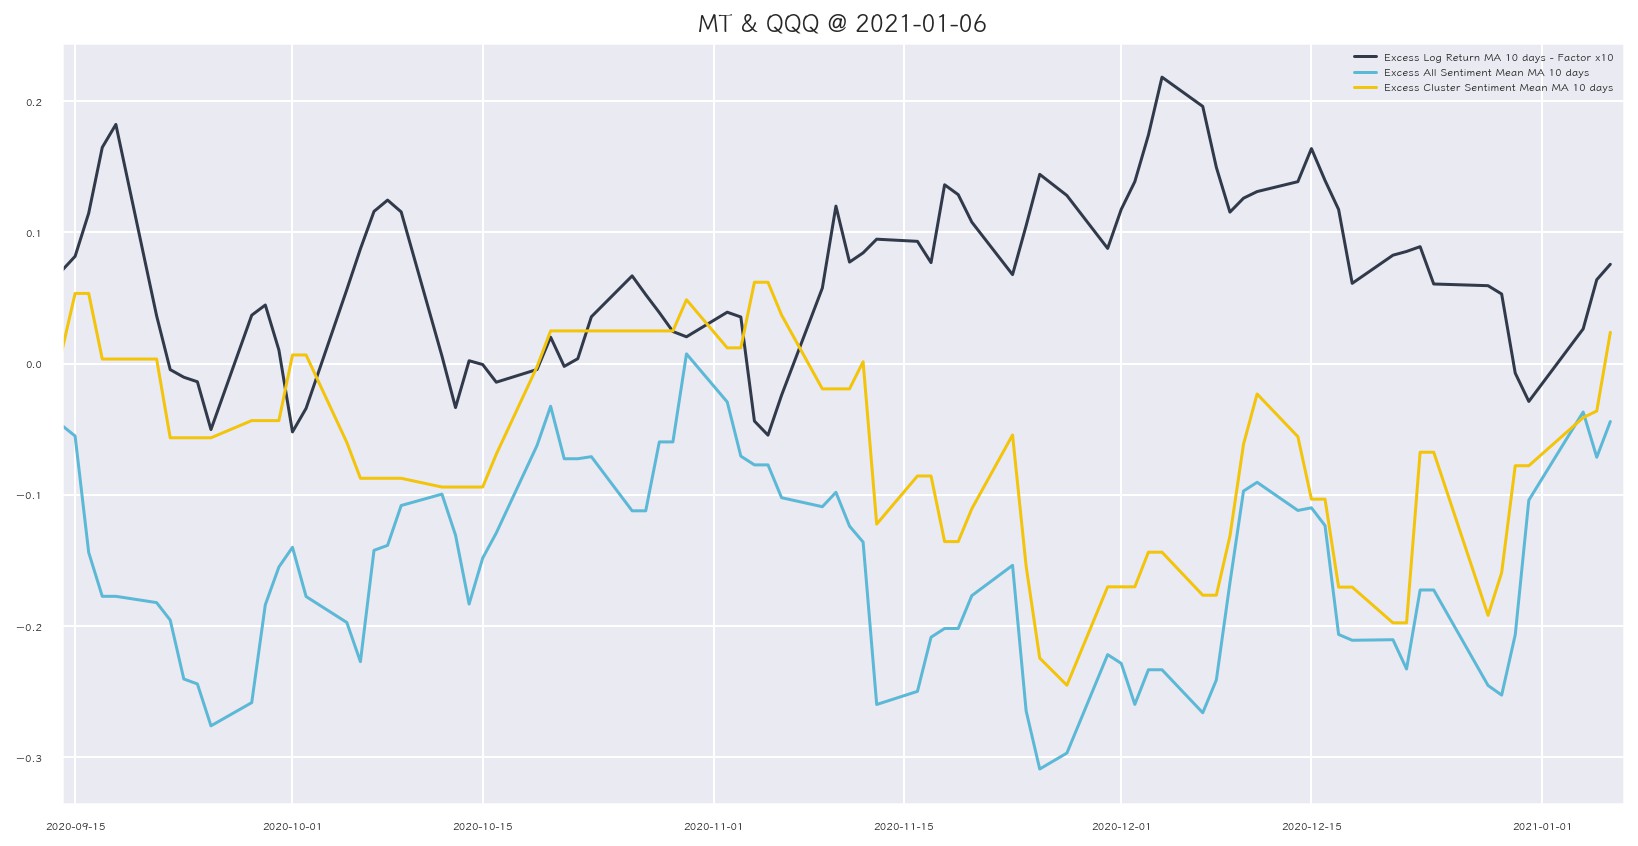 MT & QQQ @ 2021-01-06
Excess Log Return MA 10 days - Factor x10
Excess All Sentiment Mean MA 10 days
Excess Cluster Sentiment Mean MA 10 days
0.2
0.1
0.0
−0.1
−0.2
−0.3
2020-09-15 2020-10-01 2020-10-15 2020-11-01 2020-11-15 2020-12-01 2020-12-15 2021-01-01